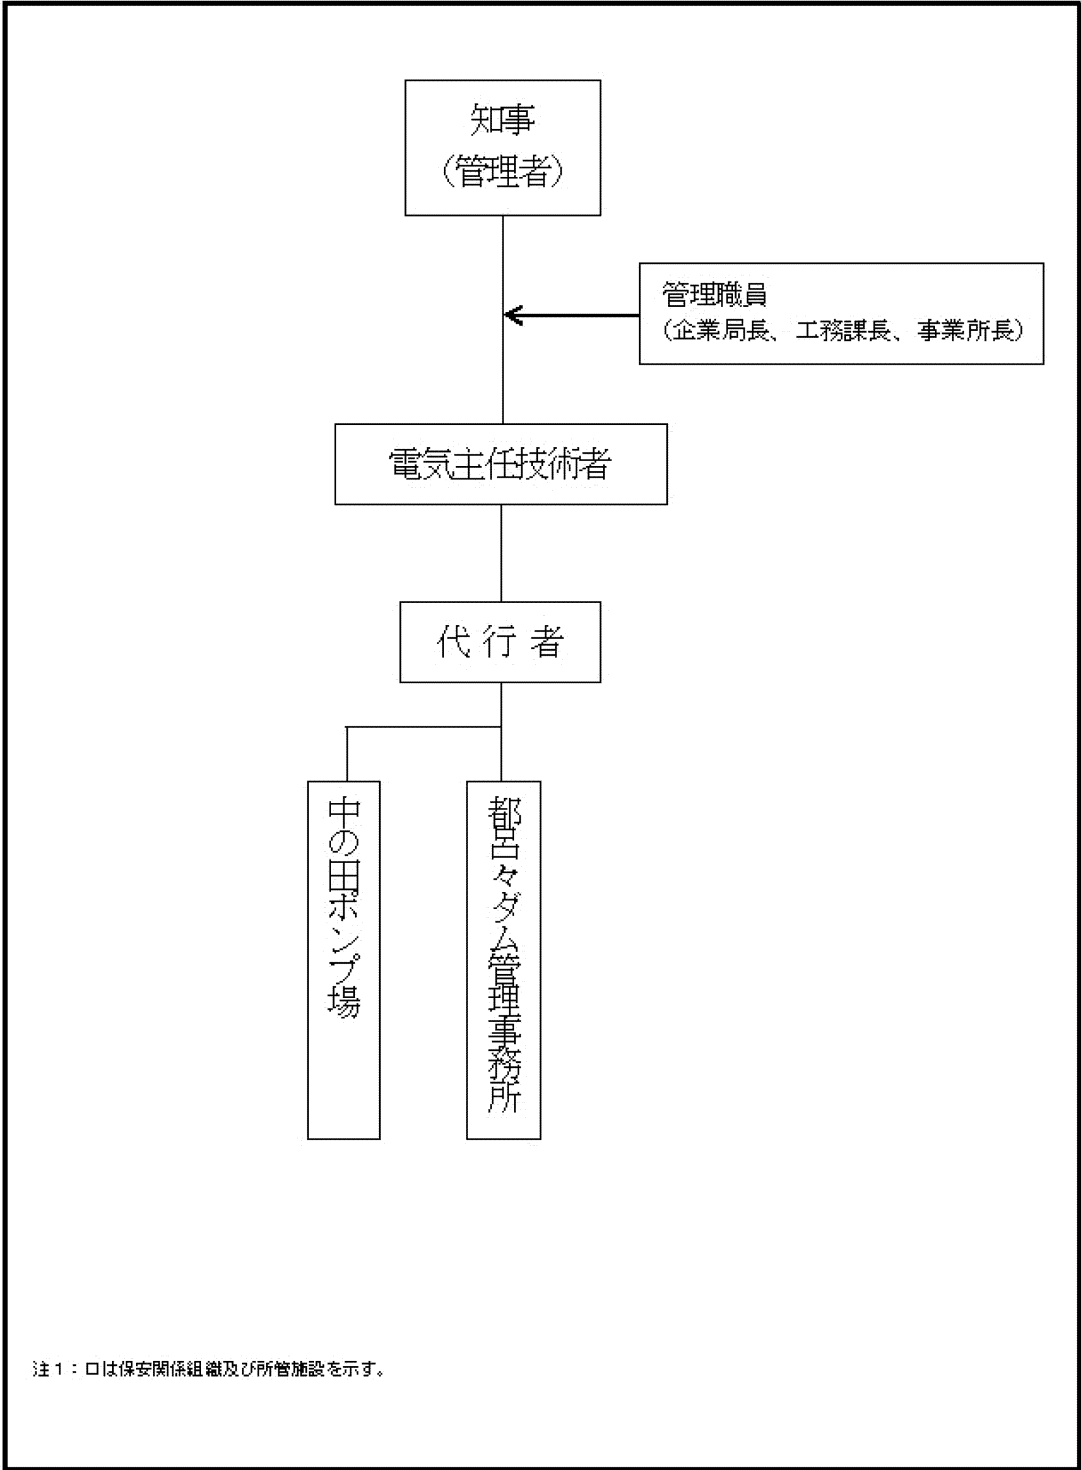 知事
（管理者）
管理職員
（企業局長、工務課長、事業所長）
電気主任技術者
代行者
中の田ポンプ場
都呂々ダム管理事務所
注１：ロは保安関係組織及び所管施設を示す。